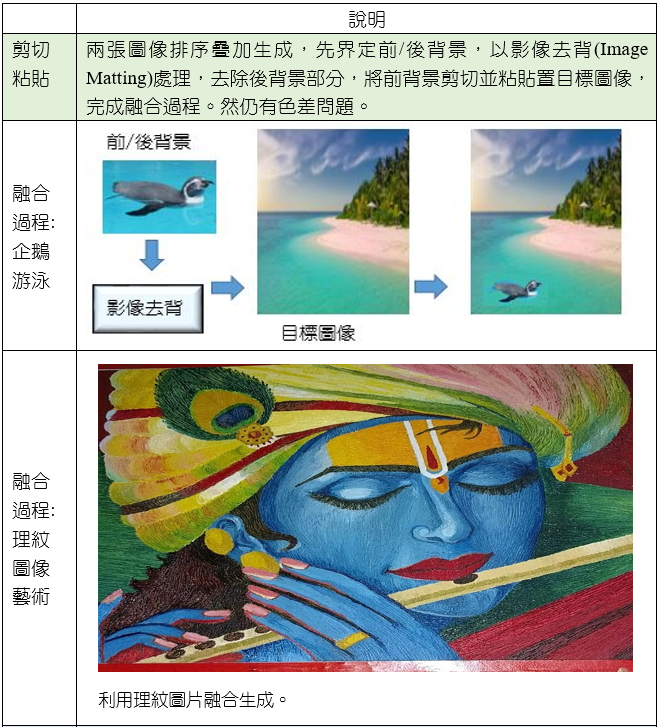 說明
剪切
粘貼
兩張圖像排序疊加生成，先界定前/後背景，以影像去背(Image
Matting)處理，去除後背景部分，將前背景剪切並粘貼置目標圖像，
完成融合過程。然仍有色差問題。
融合
過程:
企鵝
游泳
前/後背景
影像去背
目標圖像
融合
過程:
理紋
圖像
藝術
利用理紋圖片融合生成。